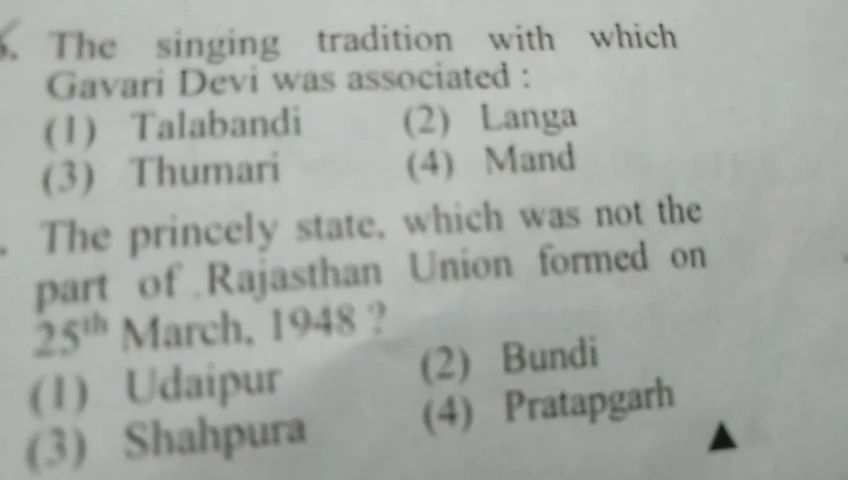 6. The singing tradition with which
Gavari Devi was associated :
(1) Talabandi (2) Langa
(3) Thumari (4) Mand
. The princely state, which was not the
part of Rajasthan Union formed on
25th March, 1948 ?
(1) Udaipur (2) Bundi
(3) Shahpura (4) Pratapgarh